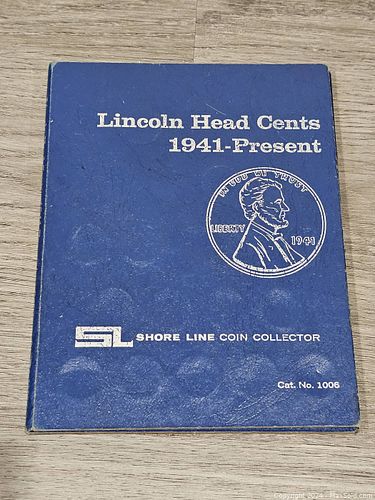 Lincoln Head Cents
1941-Present
IN GOD WE TRUST
LIBERTY
1941
SL SHORE LINE COIN COLLECTOR
Cat. No. 1006
Copyright 2024 - MaxSold.com